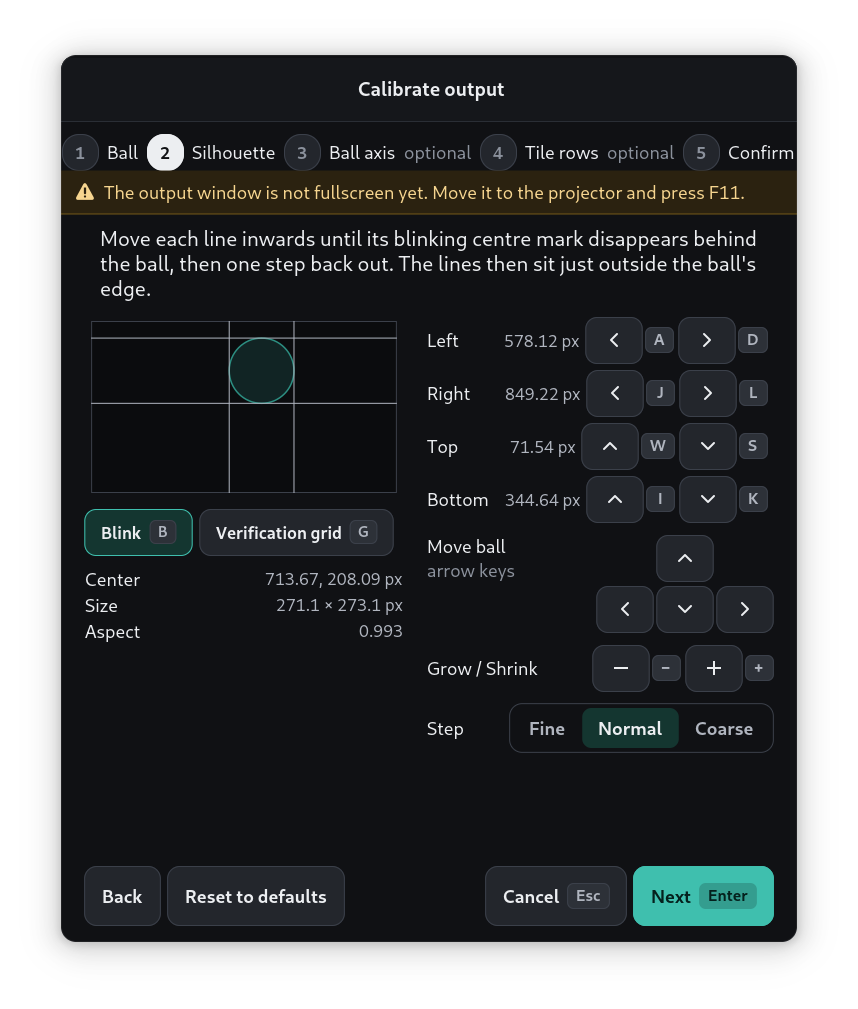 Calibrate output
1 Ball 2 Silhouette 3 Ball axis optional 4 Tile rows optional 5 Confirm
The output window is not fullscreen yet. Move it to the projector and press F11.
Move each line inwards until its blinking centre mark disappears behind
the ball, then one step back out. The lines then sit just outside the ball's
edge.
Left 578.12 px A D
Right 849.22 px J L
Top 71.54 px W S
Bottom 344.64 px I K
Blink B Verification grid G
Center 713.67, 208.09 px
Size 271.1 × 273.1 px
Aspect 0.993
Move ball
arrow keys
Grow / Shrink − − + +
Step Fine Normal Coarse
Back Reset to defaults Cancel Esc Next Enter